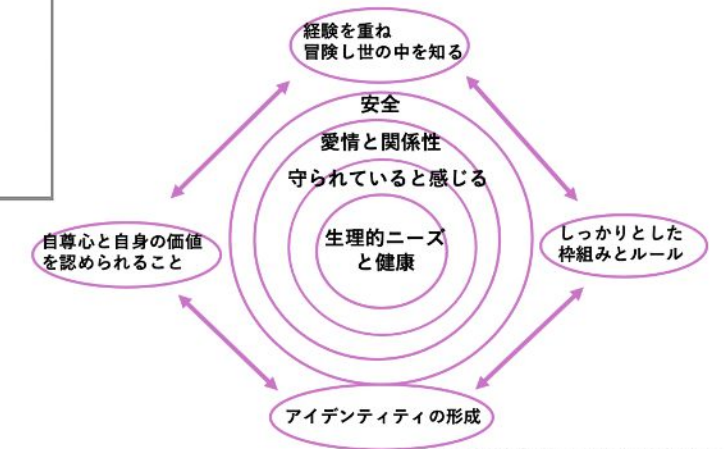 経験を重ね
冒険し世の中を知る
安全
愛情と関係性
守られていると感じる
生理的ニーズ
と健康
自尊心と自身の価値
を認められること
しっかりとした
枠組みとルール
アイデンティティの形成